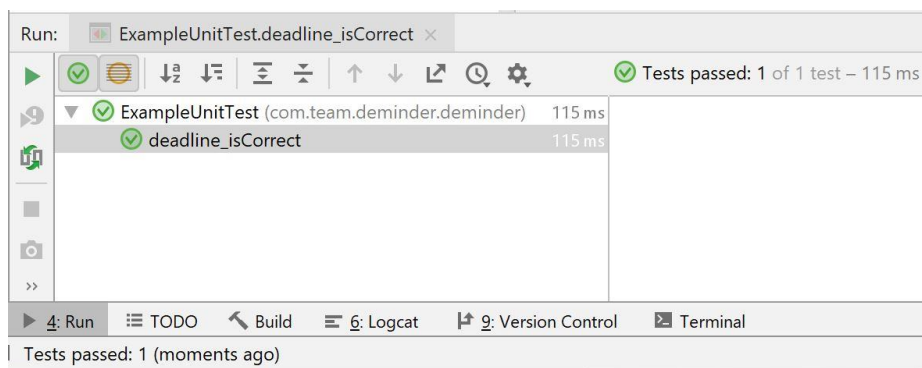 Run: ExampleUnitTest.deadline_isCorrect
Tests passed: 1 of 1 test – 115 ms
ExampleUnitTest (com.team.deminder.deminder) 115 ms
deadline_isCorrect 115 ms
4: Run TODO Build 6: Logcat 9: Version Control Terminal
Tests passed: 1 (moments ago)